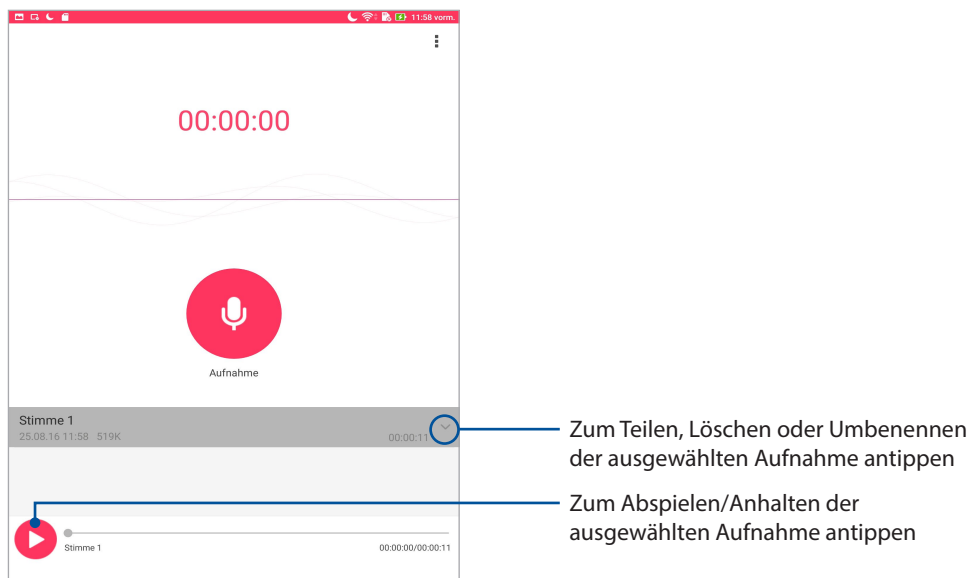 11:58 vorm.
00:00:00
Aufnahme
Stimme 1
25.08.16 11:58 519K
00:00:11
Zum Teilen, Löschen oder Umbenennen
der ausgewählten Aufnahme antippen
Zum Abspielen/Anhalten der
ausgewählten Aufnahme antippen
Stimme 1
00:00:00/00:00:11